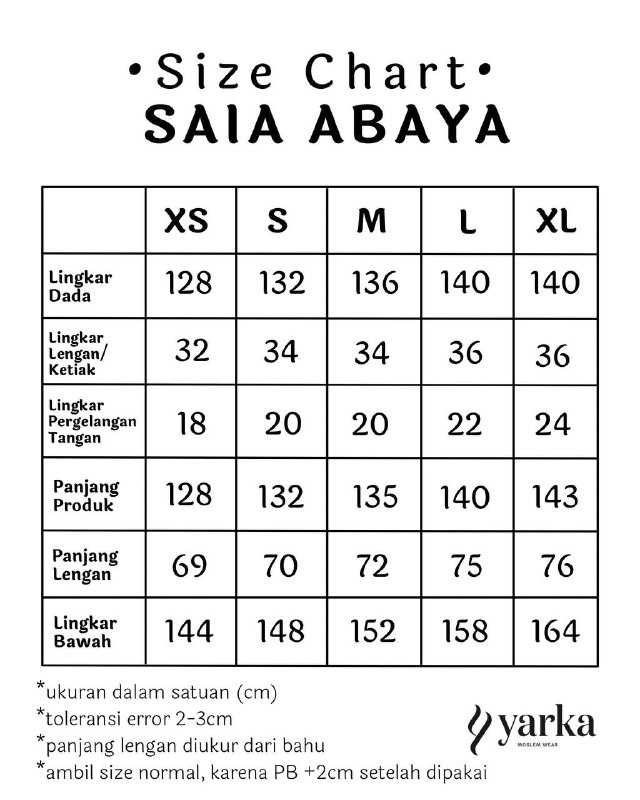 •Size Chart•
SAIA ABAYA
XS S M L XL
Lingkar
Dada
128 132 136 140 140
Lingkar
Lengan/
Ketiak
32 34 34 36 36
Lingkar
Pergelangan
Tangan
18 20 20 22 24
Panjang
Produk
128 132 135 140 143
Panjang
Lengan
69 70 72 75 76
Lingkar
Bawah
144 148 152 158 164
*ukuran dalam satuan (cm)
*toleransi error 2-3cm
*panjang lengan diukur dari bahu
*ambil size normal, karena PB +2cm setelah dipakai
yarka
MOSLEM WEAR